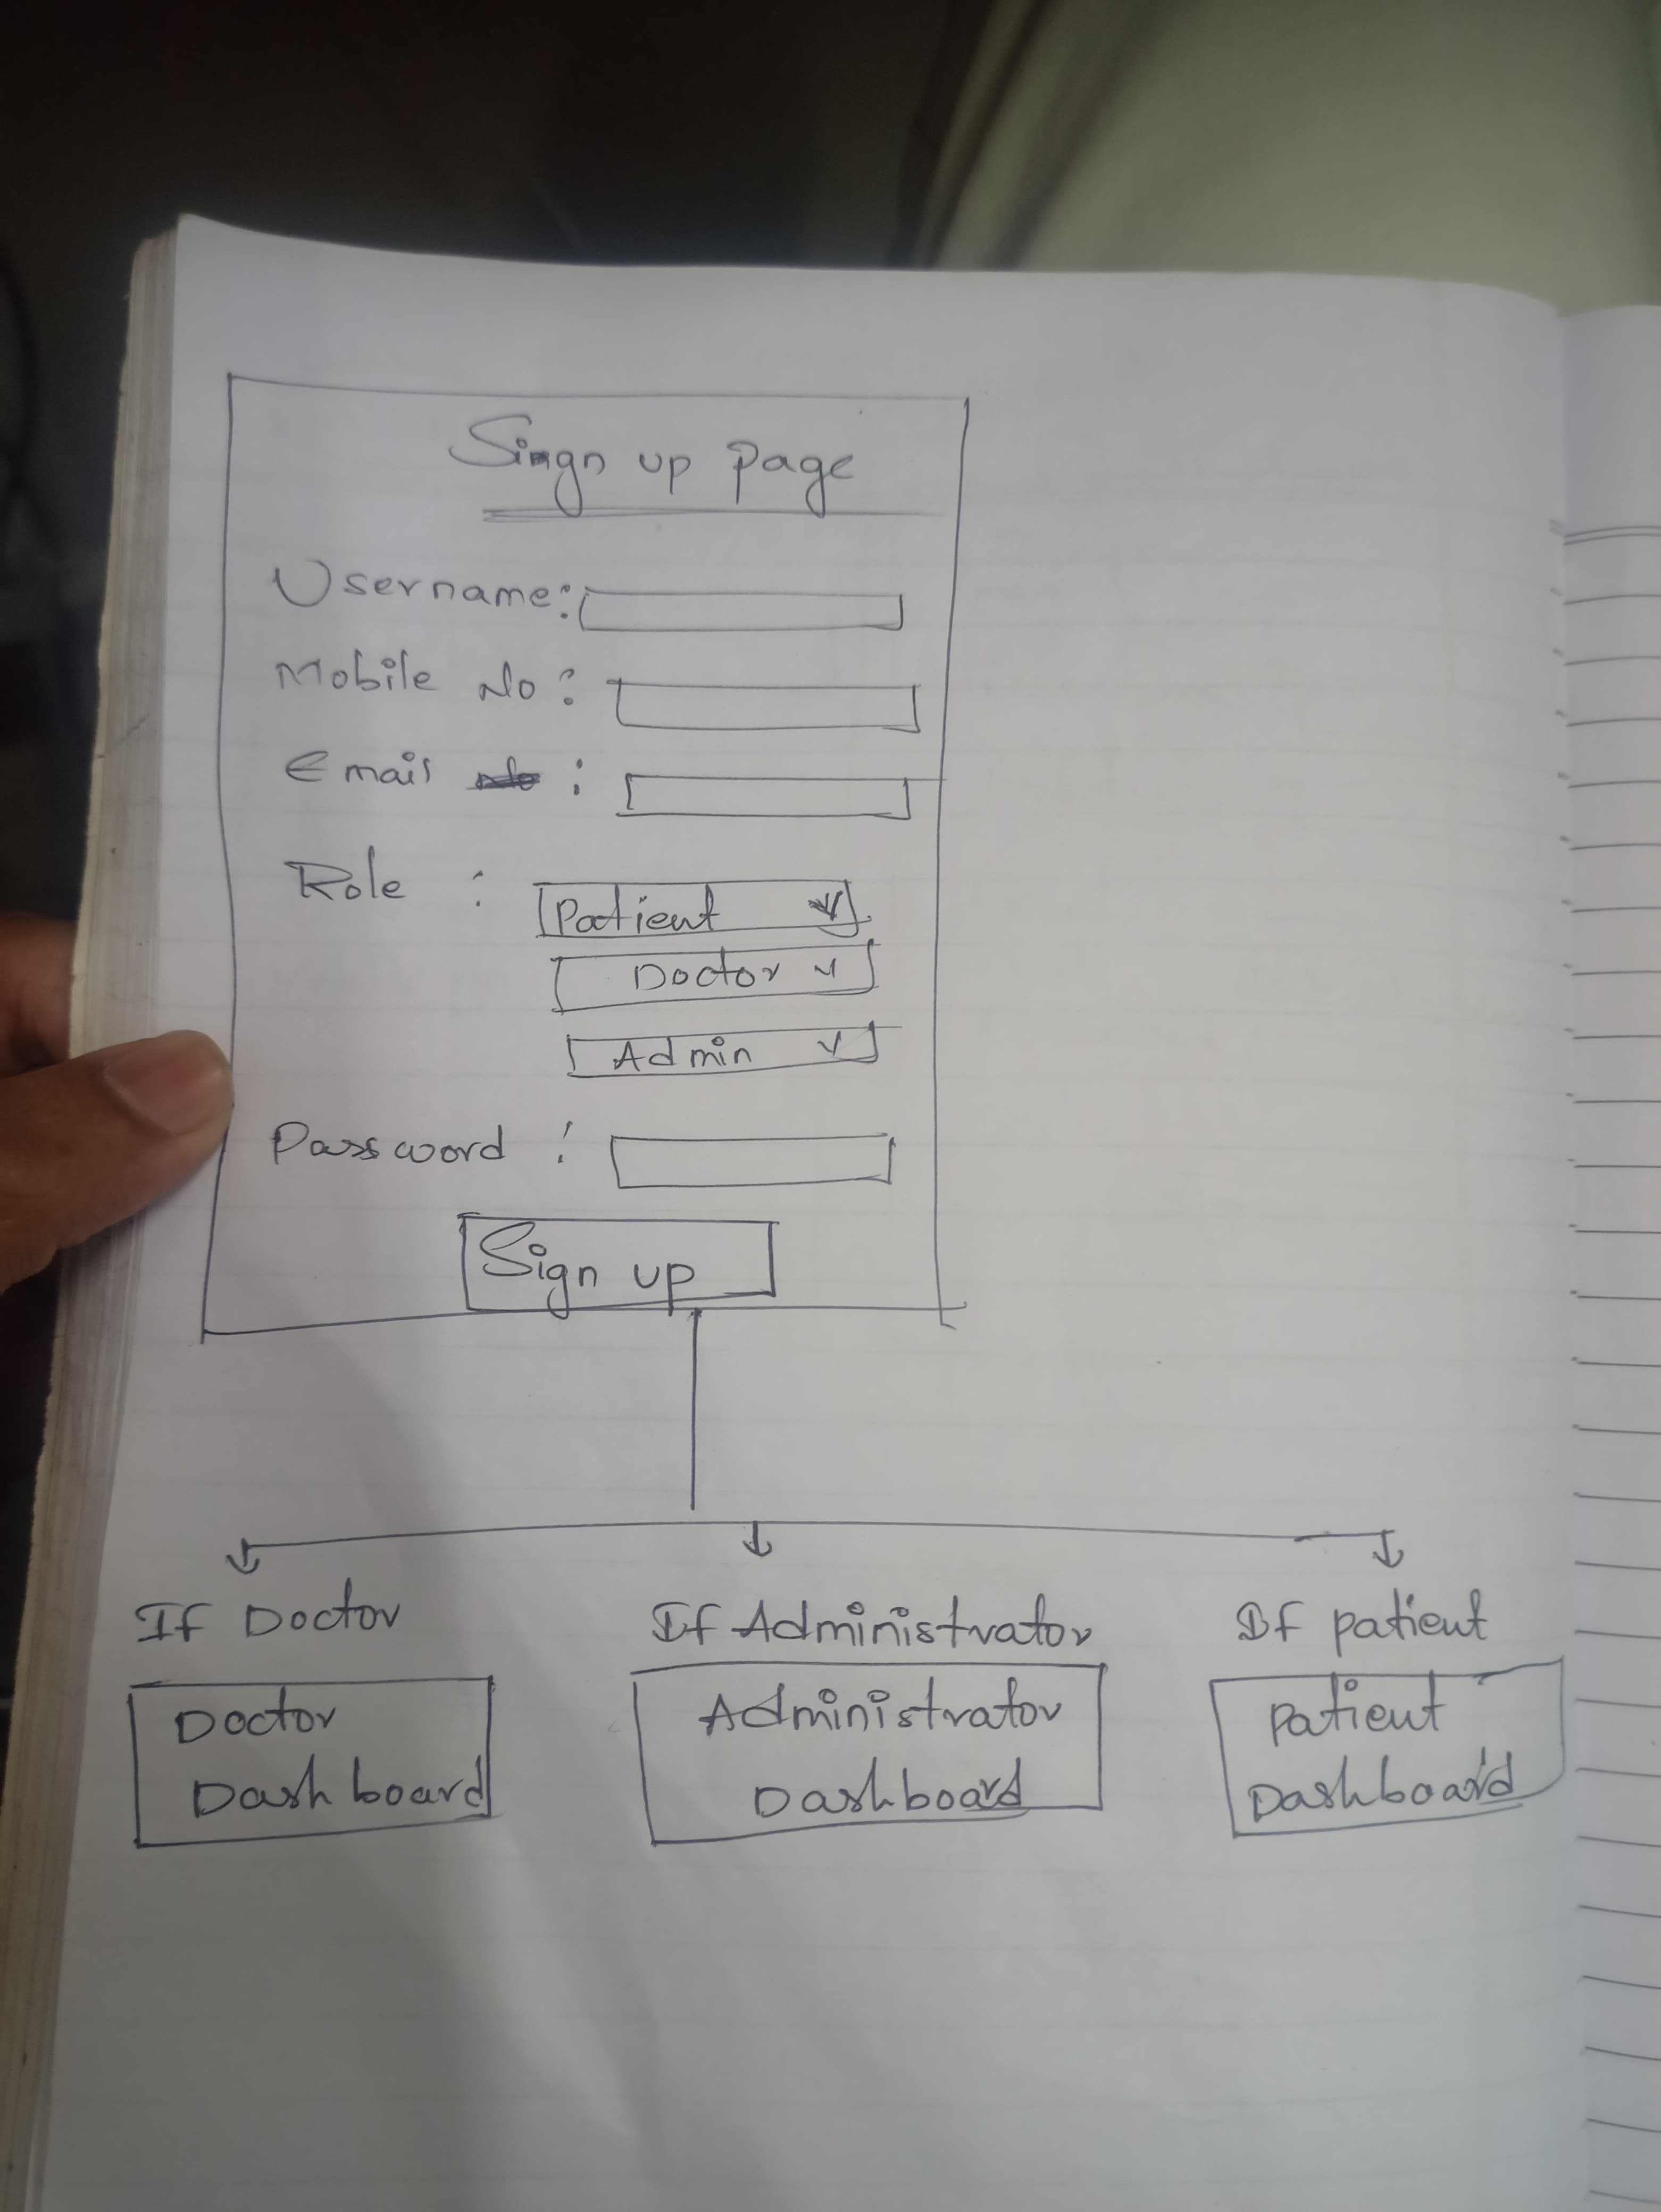 Singn up page
Username:
Mobile No :
Email :
Role : Patient
Doctor
Admin
Password :
Sign up
If Doctor If Administrator If patient
Doctor Administrator Patient
Dashboard Dashboard Dashboard